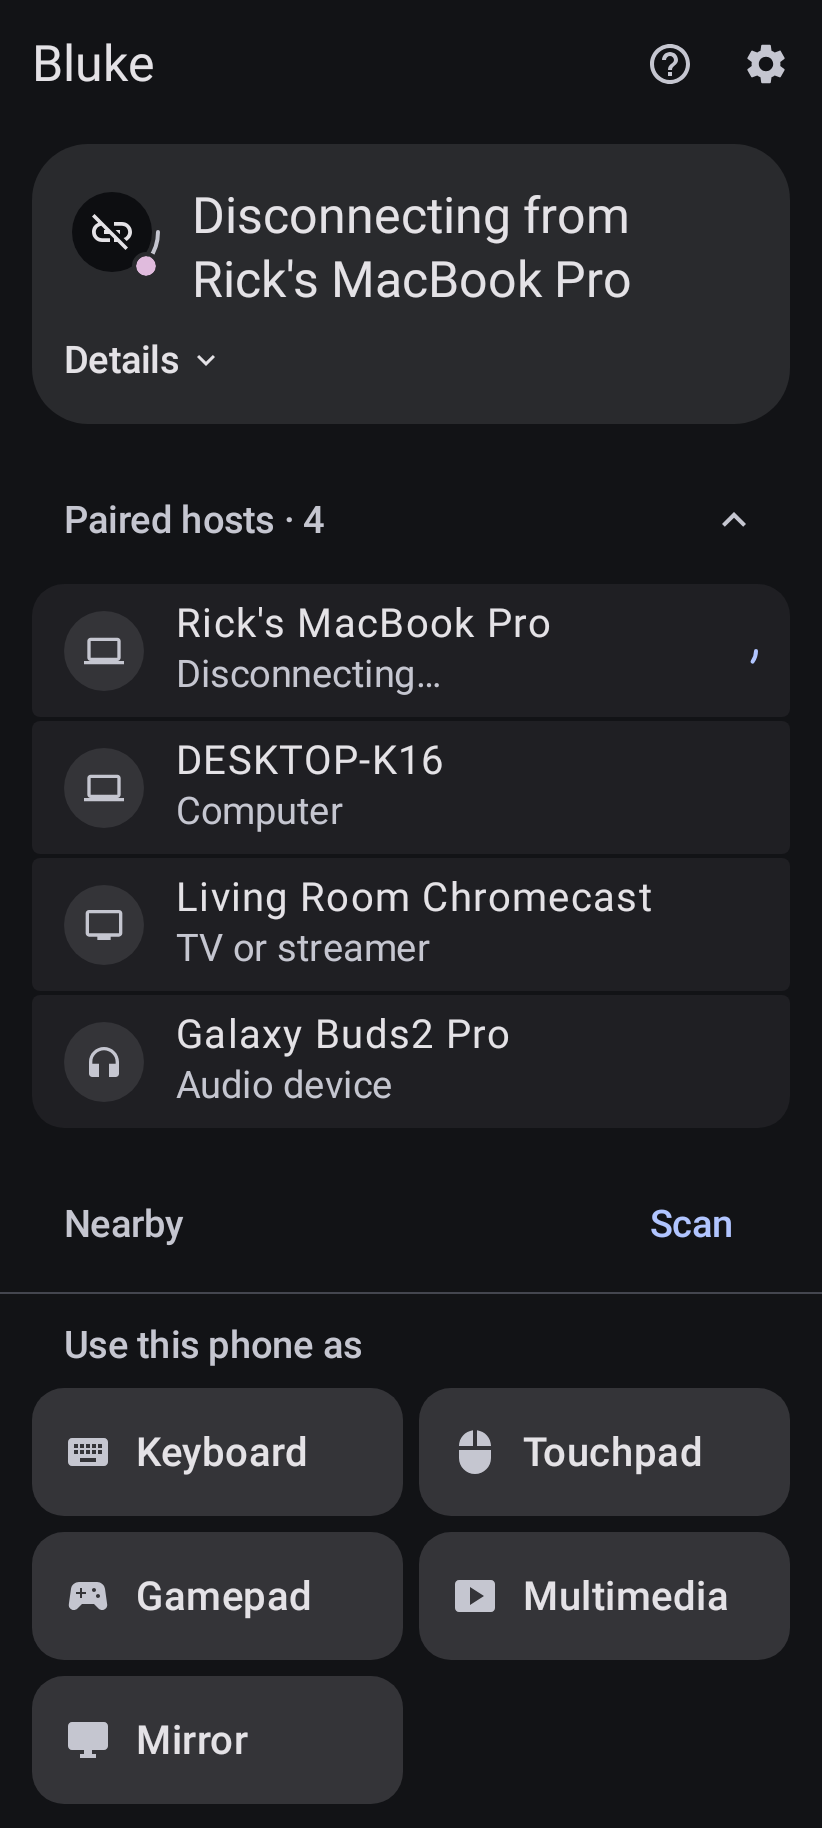 Bluke
Disconnecting from
Rick's MacBook Pro
Details
Paired hosts · 4
Rick's MacBook Pro
Disconnecting…
DESKTOP-K16
Computer
Living Room Chromecast
TV or streamer
Galaxy Buds2 Pro
Audio device
Nearby
Scan
Use this phone as
Keyboard
Touchpad
Gamepad
Multimedia
Mirror